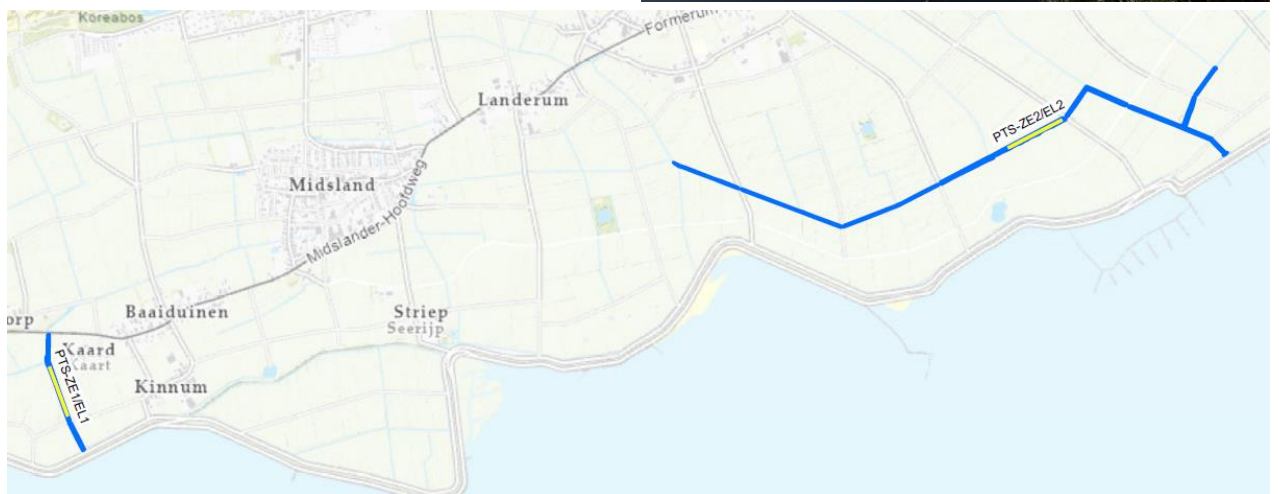 Koreabos
Formerum
Landerum
PTS-ZE2/EL2
Midsland
Midslander-Hoofdweg
Baaiduinen
Striep
Seerijp
orp
Kaard
Kaart
PTS-ZE1/EL1
Kinnum